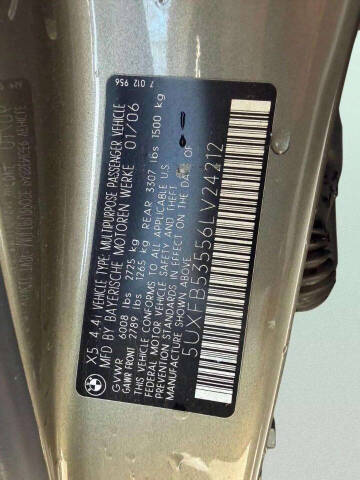 X5 4.4i VEHICLE TYPE: MULTIPURPOSE PASSENGER VEHICLE 7 012 956
MFD BY BAYERISCHE MOTOREN WERKE 01/06
GVWR 6008 lbs 2725 kg
GAWR FRONT 2789 lbs 1265 kg REAR 3307 lbs 1500 kg
THIS VEHICLE CONFORMS TO ALL APPLICABLE
FEDERAL MOTOR VEHICLE SAFETY, BUMPER, AND THEFT
PREVENTION STANDARDS IN EFFECT ON THE DATE OF
MANUFACTURE SHOWN ABOVE.
5UXFB53556LV24212